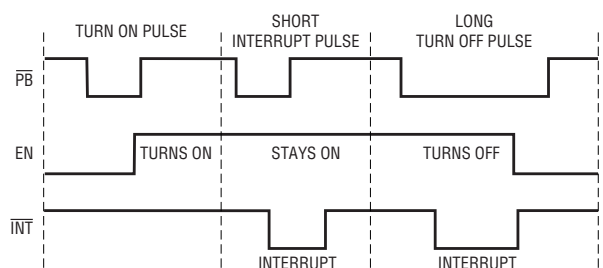 TURN ON PULSE
SHORT
INTERRUPT PULSE
LONG
TURN OFF PULSE
PB
EN
TURNS ON
STAYS ON
TURNS OFF
INT
INTERRUPT
INTERRUPT